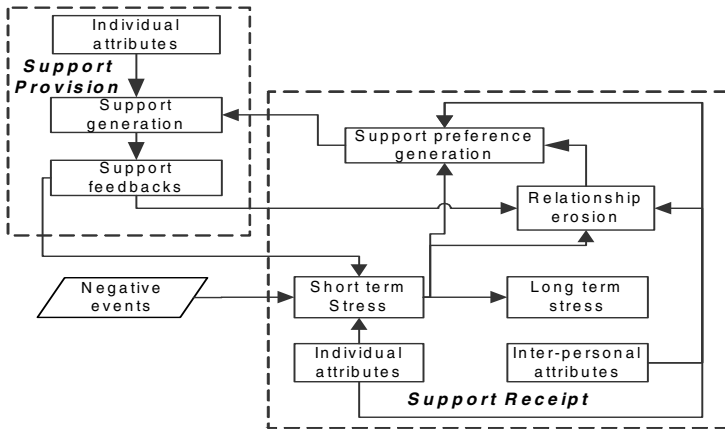 Individual
attributes
Support
Provision
Support
generation
Support
feedbacks
Support preference
generation
Relationship
erosion
Negative
events
Short term
Stress
Long term
stress
Individual
attributes
Inter-personal
attributes
Support Receipt